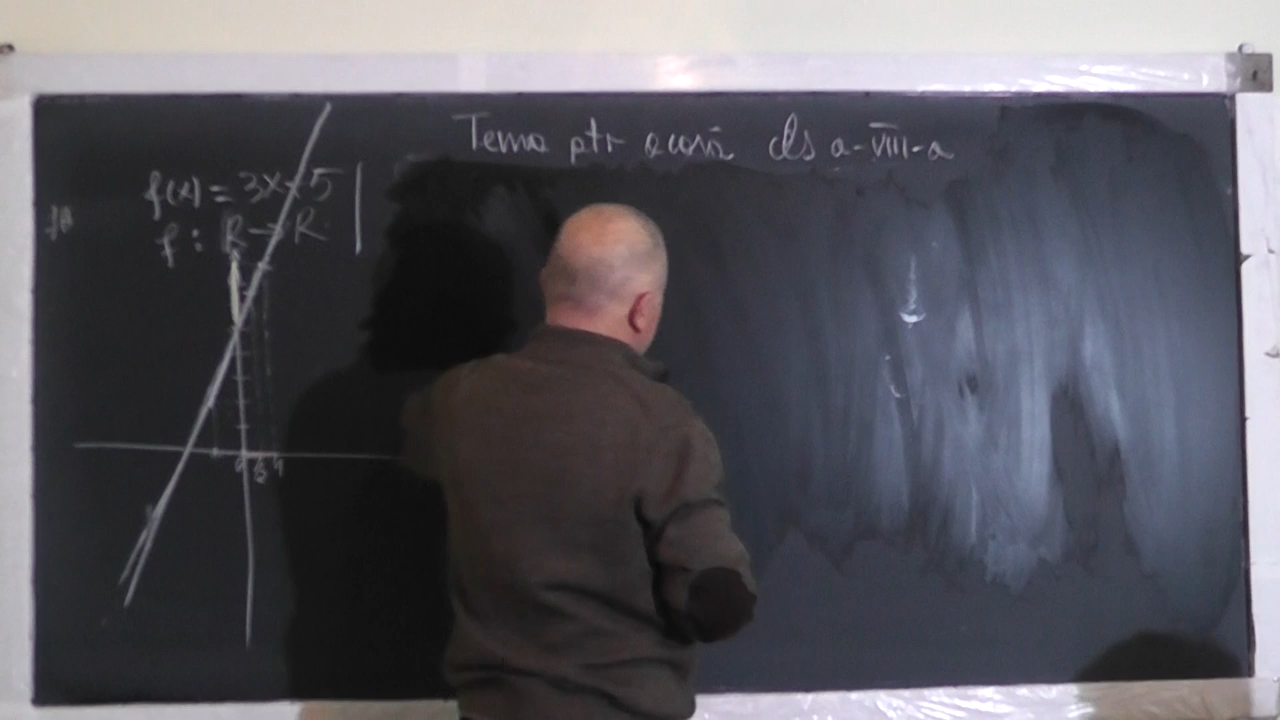 Tema ptr acasă cls a-VIII-a
f(x) = 3x+5
f: R→R